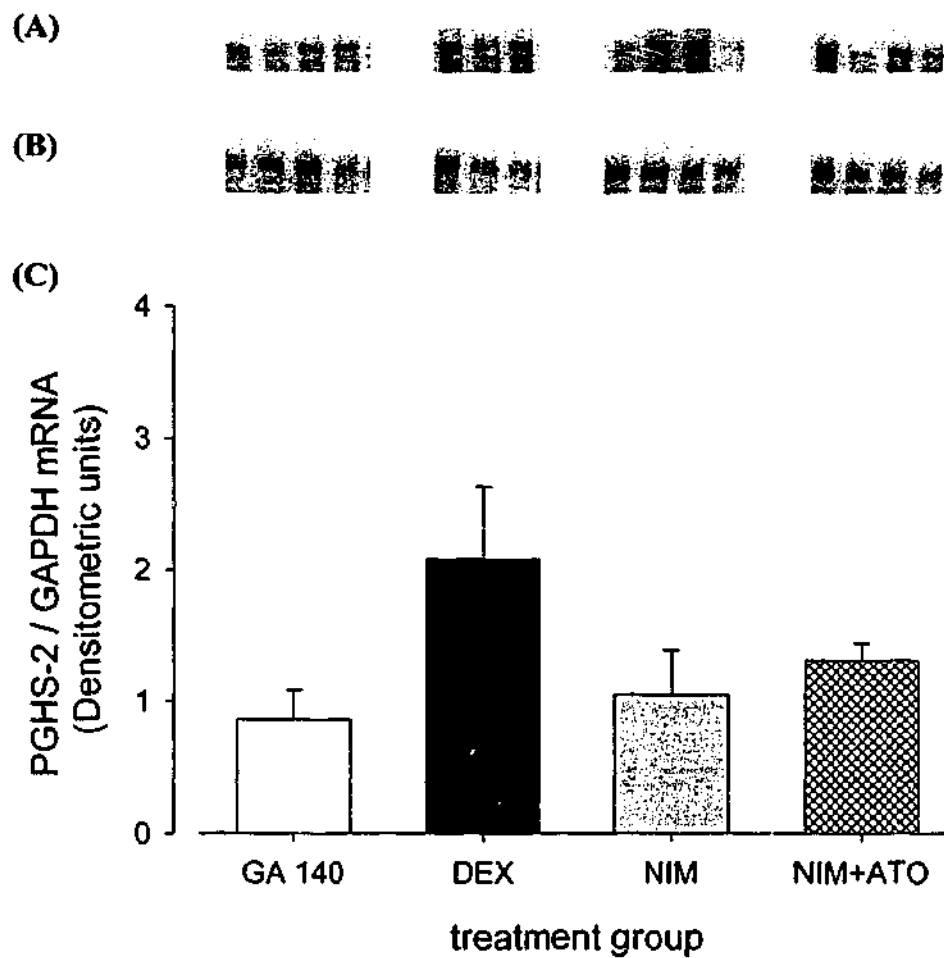 (A)
(B)
(C)
PGHS-2 / GAPDH mRNA
(Densitometric units)
4
3
2
1
0
GA 140
DEX
NIM
NIM+ATO
treatment group